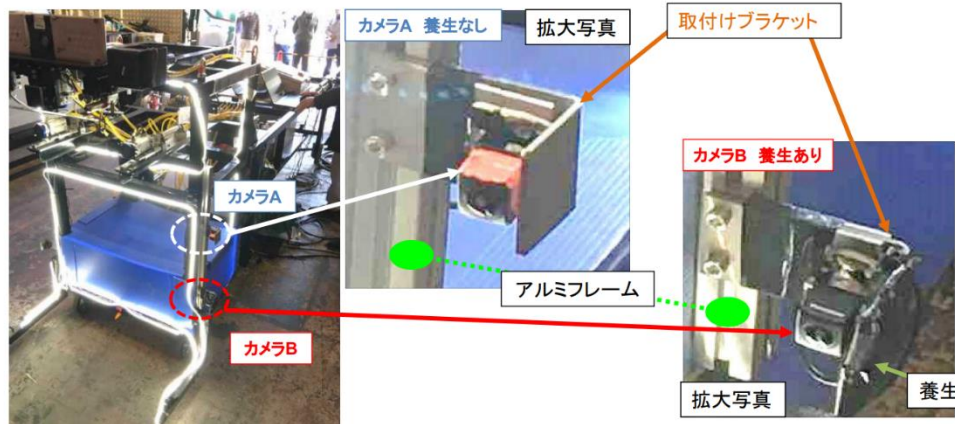 カメラA 養生なし
拡大写真
取付けブラケット
カメラB 養生あり
カメラA
アルミフレーム
カメラB
拡大写真
養生